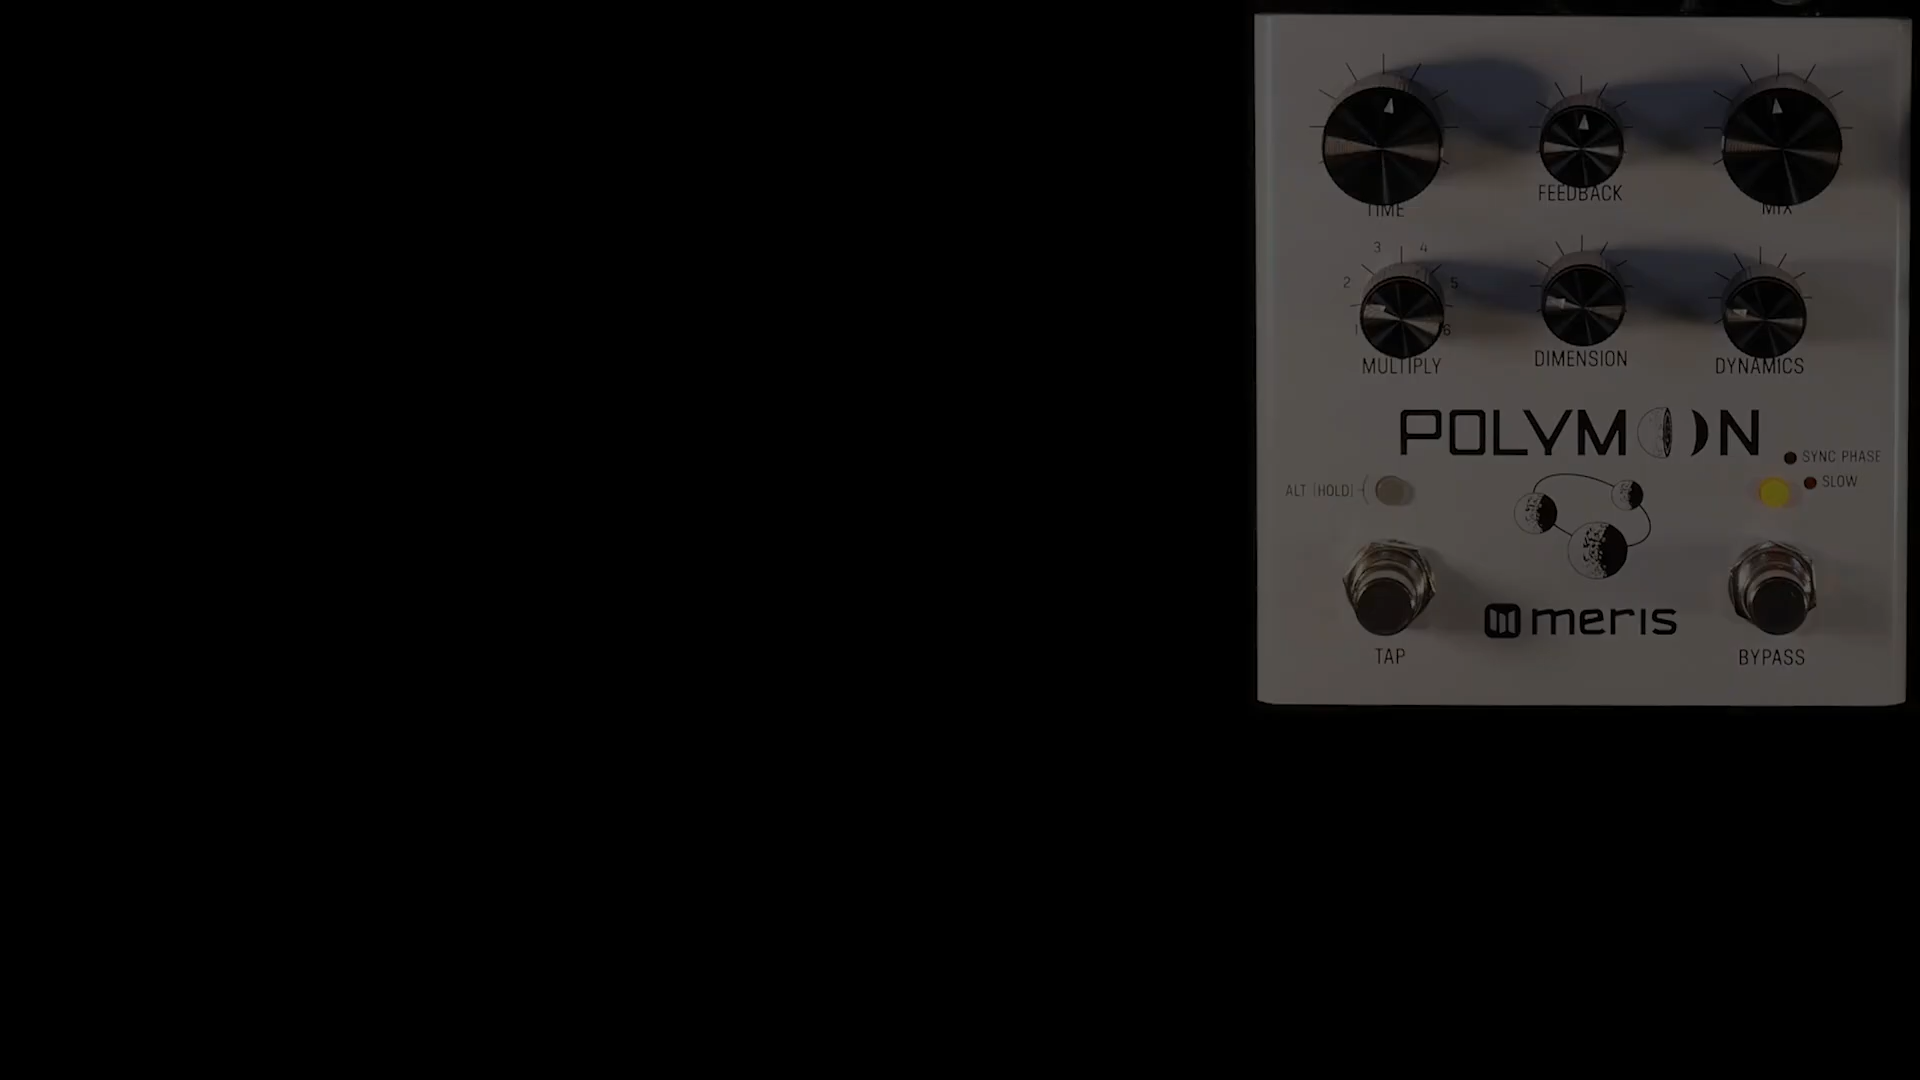 FEEDBACK
TIME
MIX
3 4
2 5
1 6
MULTIPLY
DIMENSION
DYNAMICS
POLYMOON
SYNC PHASE
SLOW
ALT (HOLD)
meris
TAP
BYPASS